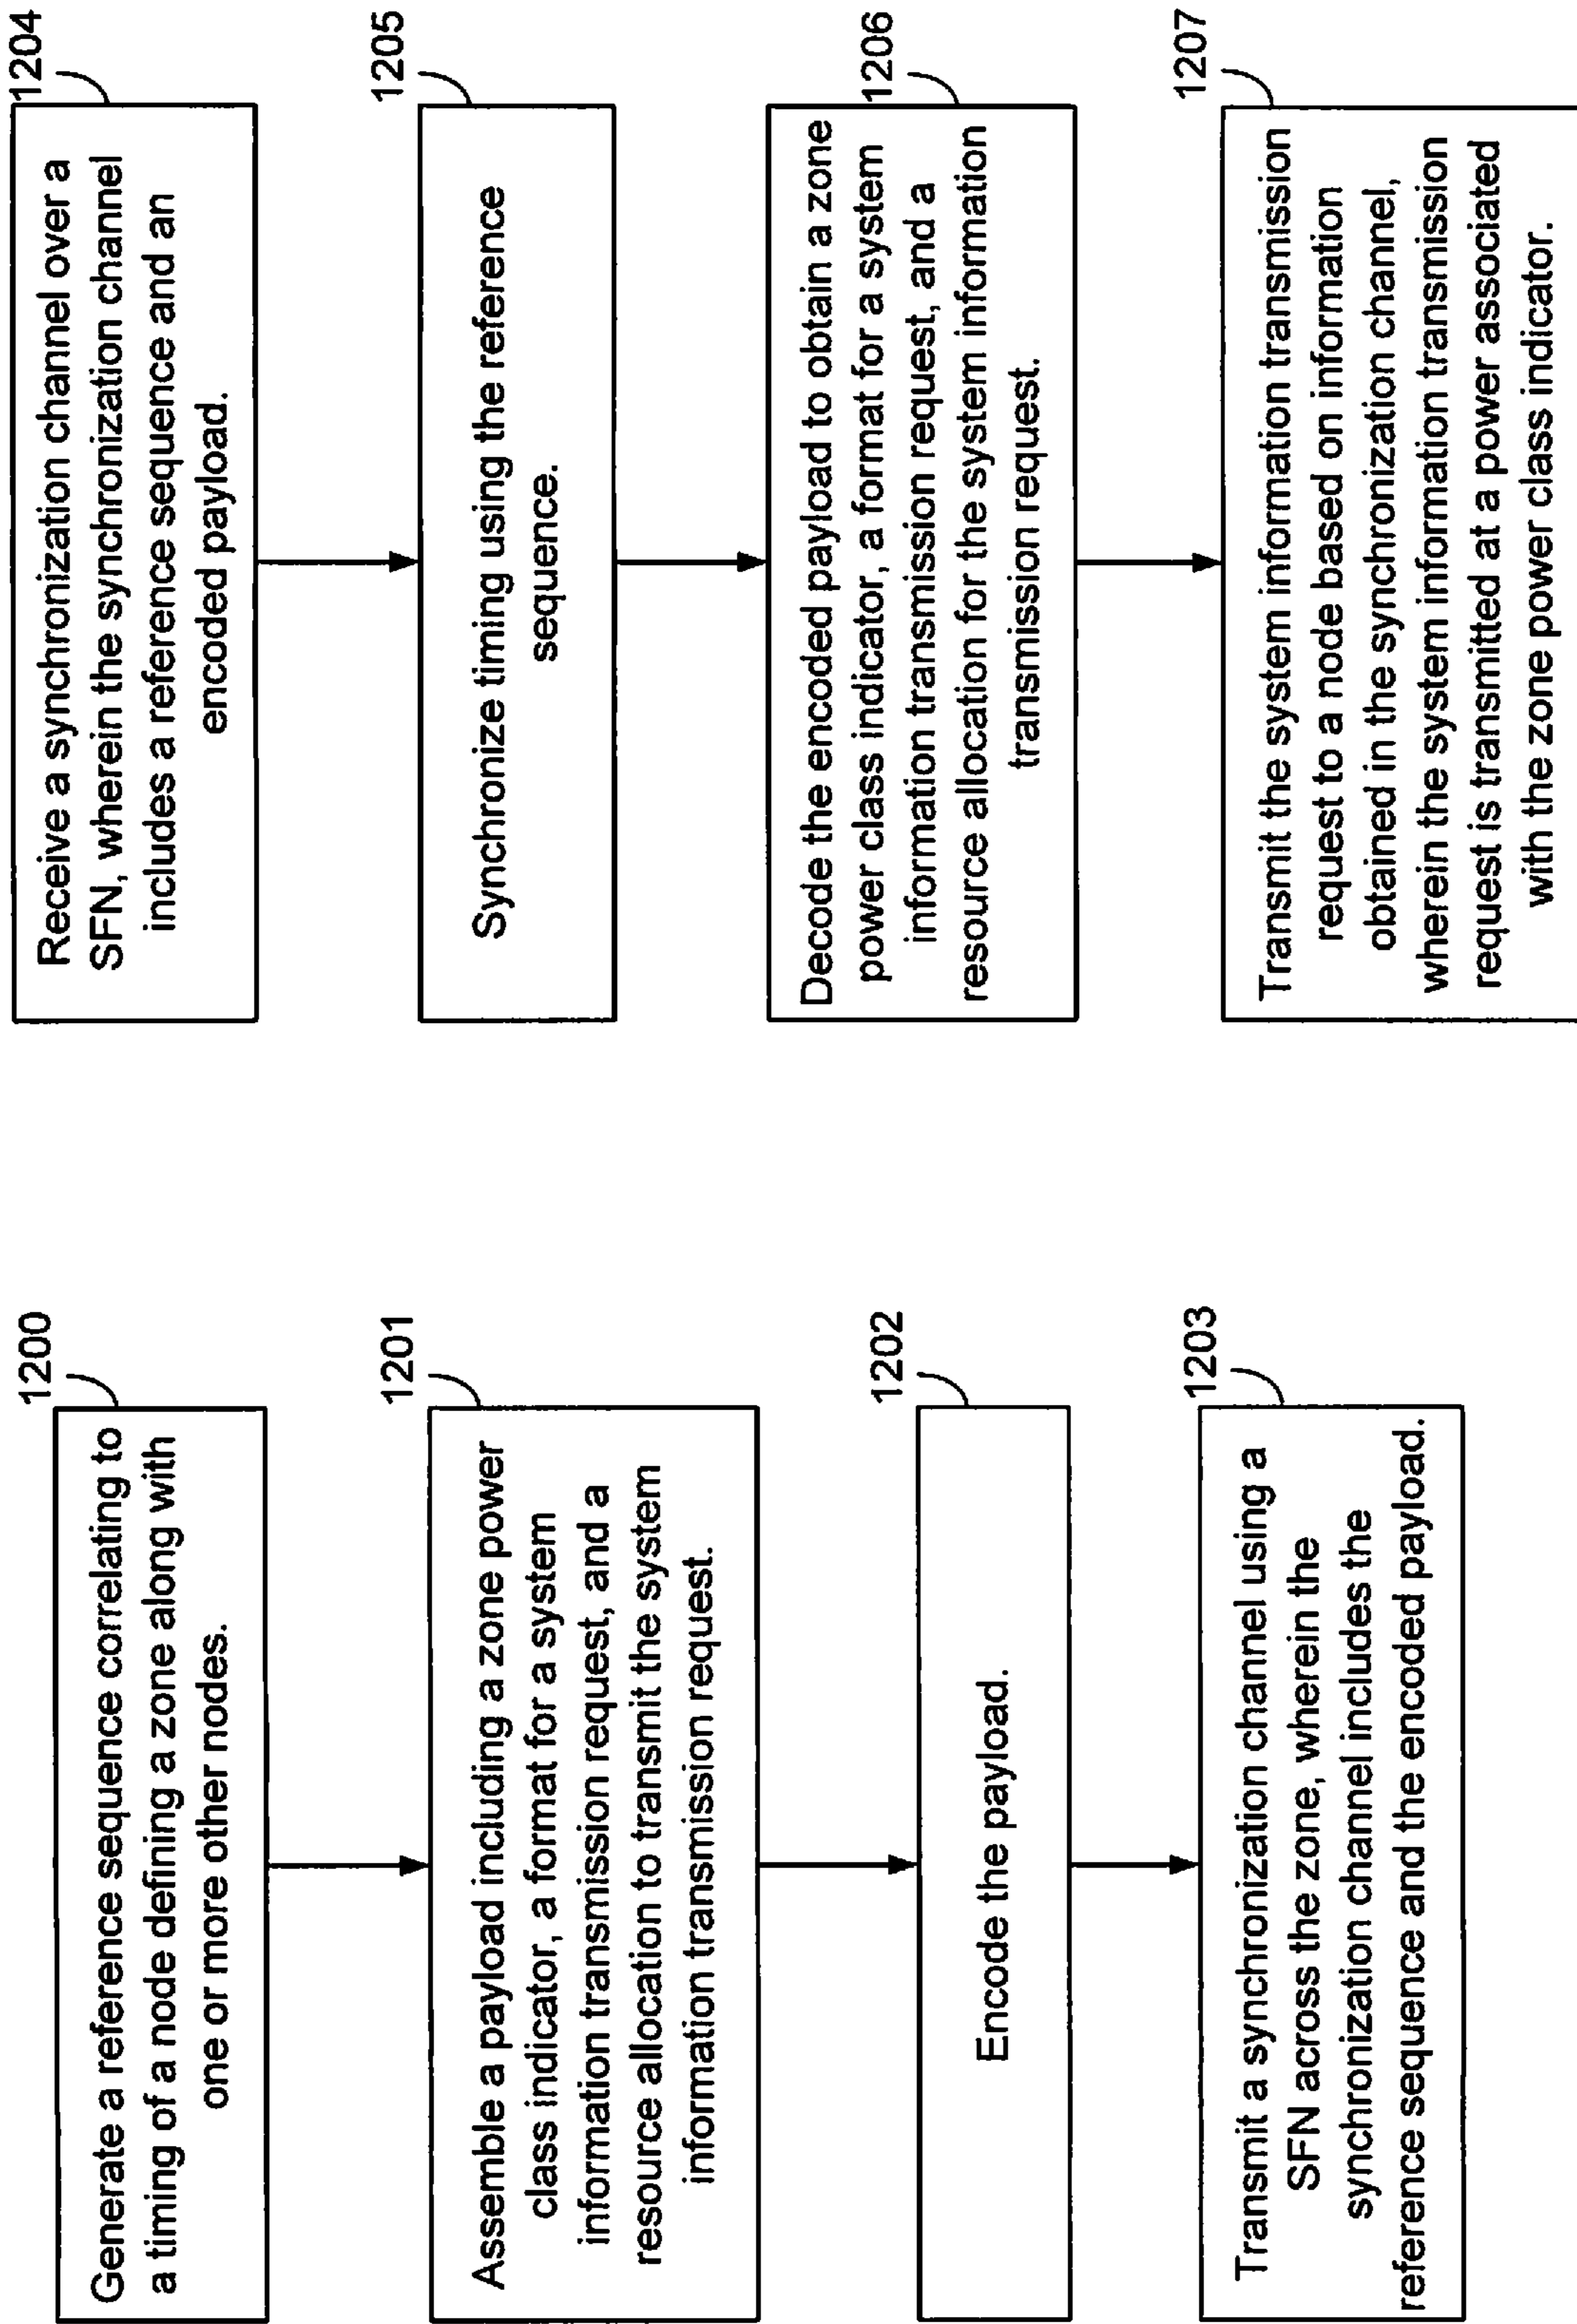 1200
Generate a reference sequence correlating to
a timing of a node defining a zone along with
one or more other nodes.
1201
Assemble a payload including a zone power
class indicator, a format for a system
information transmission request, and a
resource allocation to transmit the system
information transmission request.
1202
Encode the payload.
1203
Transmit a synchronization channel using a
SFN across the zone, wherein the
synchronization channel includes the
reference sequence and the encoded payload.
1204
Receive a synchronization channel over a
SFN, wherein the synchronization channel
includes a reference sequence and an
encoded payload.
1205
Synchronize timing using the reference
sequence.
1206
Decode the encoded payload to obtain a zone
power class indicator, a format for a system
information transmission request, and a
resource allocation for the system information
transmission request.
1207
Transmit the system information transmission
request to a node based on information
obtained in the synchronization channel,
wherein the system information transmission
request is transmitted at a power associated
with the zone power class indicator.